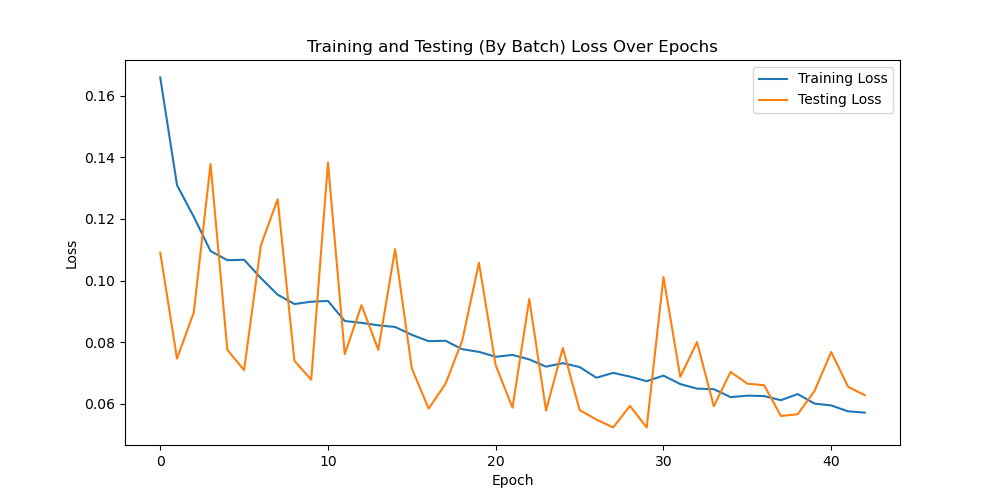 Training and Testing (By Batch) Loss Over Epochs
Training Loss
Testing Loss
0.16
0.14
0.12
0.10
0.08
0.06
Loss
0 10 20 30 40
Epoch